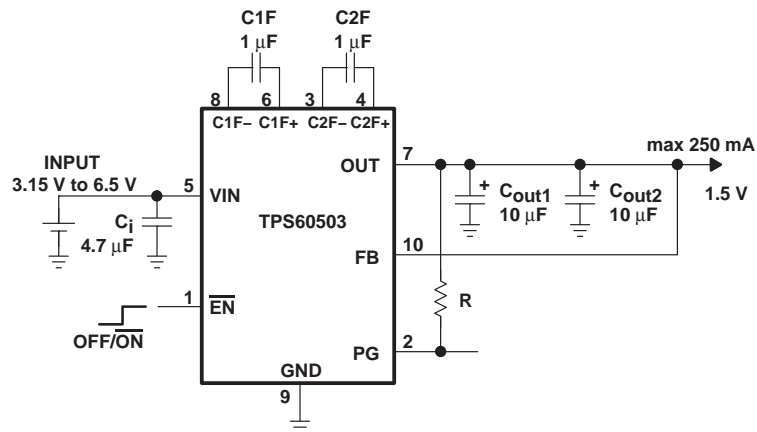 C1F
1 μF
C2F
1 μF
8
6
3
4
C1F−
C1F+
C2F−
C2F+
INPUT
3.15 V to 6.5 V
5
VIN
Ci
4.7 μF
TPS60503
OUT
7
max 250 mA
1.5 V
+
Cout1
10 μF
+
Cout2
10 μF
FB
10
R
1
EN
OFF/ON
PG
2
GND
9